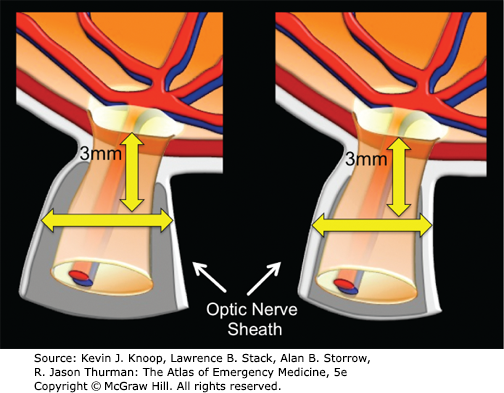 3mm
3mm
Optic Nerve
Sheath
Source: Kevin J. Knoop, Lawrence B. Stack, Alan B. Storrow,
R. Jason Thurman: The Atlas of Emergency Medicine, 5e
Copyright © McGraw Hill. All rights reserved.